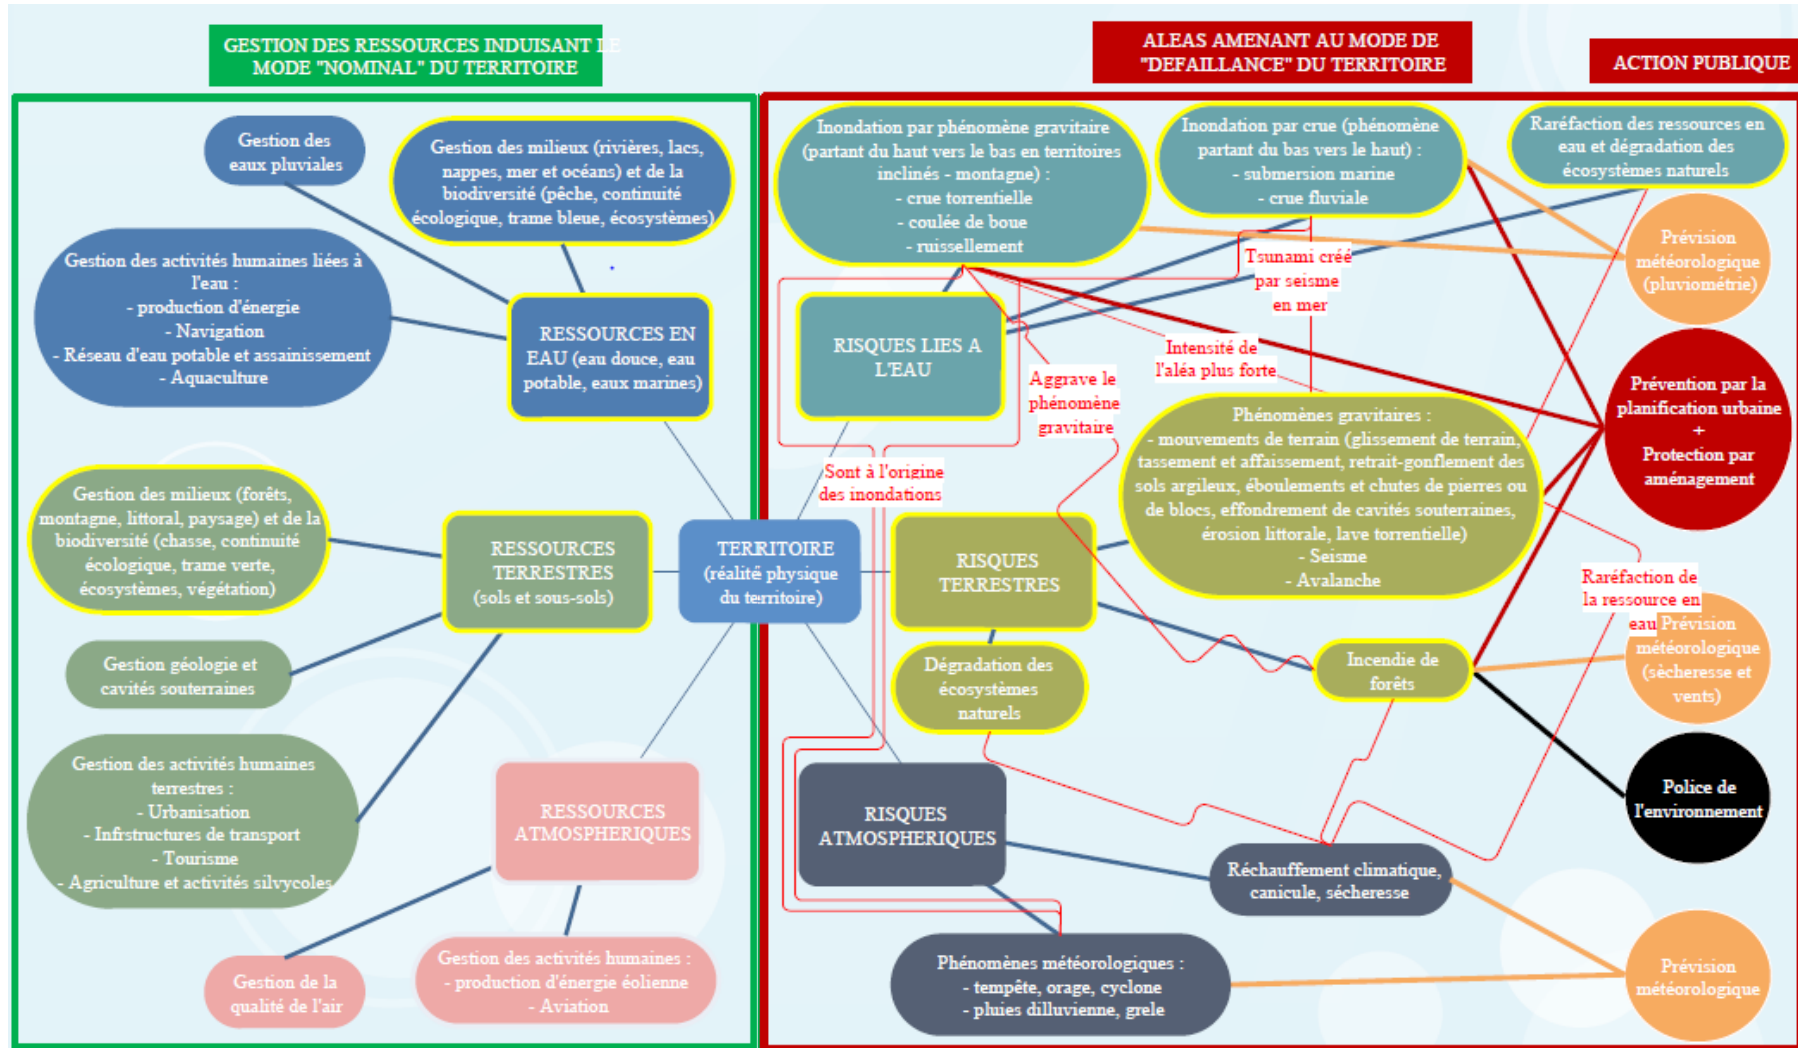 GESTION DES RESSOURCES INDUISANT LE
MODE "NOMINAL" DU TERRITOIRE
ALEAS AMENANT AU MODE DE
"DEFAILLANCE" DU TERRITOIRE
ACTION PUBLIQUE
Gestion des
eaux pluviales
Gestion des milieux (rivières, lacs,
nappes, mer et océans) et de la
biodiversité (pêche, continuité
écologique, trame bleue, écosystèmes)
Gestion des activités humaines liées à
l'eau :
- production d'énergie
- Navigation
- Réseau d'eau potable et assainissement
- Aquaculture
RESSOURCES EN
EAU (eau douce, eau
potable, eaux marines)
Gestion des milieux (forêts,
montagne, littoral, paysage) et de la
biodiversité (chasse, continuité
écologique, trame verte,
écosystèmes, végétation)
RESSOURCES
TERRESTRES
(sols et sous-sols)
TERRITOIRE
(réalité physique
du territoire)
Gestion géologie et
cavités souterraines
Gestion des activités humaines
terrestres :
- Urbanisation
- Infrstructures de transport
- Tourisme
- Agriculture et activités silvycoles
RESSOURCES
ATMOSPHERIQUES
Gestion de la
qualité de l'air
Gestion des activités humaines :
- production d'énergie éolienne
- Aviation
Inondation par phénomène gravitaire
(partant du haut vers le bas en territoires
inclinés - montagne) :
- crue torrentielle
- coulée de boue
- ruissellement
Inondation par crue (phénomène
partant du bas vers le haut) :
- submersion marine
- crue fluviale
Raréfaction des ressources en
eau et dégradation des
écosystèmes naturels
Tsunami créé
par seisme
en mer
Prévision
météorologique
(pluviométrie)
RISQUES LIES A
L'EAU
Intensité de
l'aléa plus forte
Aggrave le
phénomène
gravitaire
Prévention par la
planification urbaine
+
Protection par
aménagement
Phénomènes gravitaires :
- mouvements de terrain (glissement de terrain,
tassement et affaissement, retrait-gonflement des
sols argileux, éboulements et chutes de pierres ou
de blocs, effondrement de cavités souterraines,
érosion littorale, lave torrentielle)
- Seisme
- Avalanche
Sont à l'origine
des inondations
RISQUES
TERRESTRES
Raréfaction de
la ressource en
eau
Prévision
météorologique
(sècheresse et
vents)
Dégradation des
écosystèmes
naturels
Incendie de
forêts
Police de
l'environnement
RISQUES
ATMOSPHERIQUES
Réchauffement climatique,
canicule, sécheresse
Phénomènes météorologiques :
- tempête, orage, cyclone
- pluies dilluvienne, grele
Prévision
météorologique